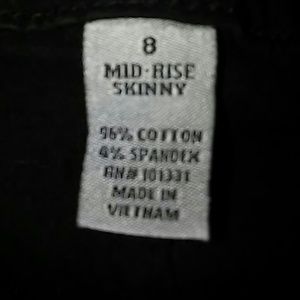 8
MID-RISE
SKINNY
96% COTTON
4% SPANDEX
RN# 101331
MADE IN
VIETNAM